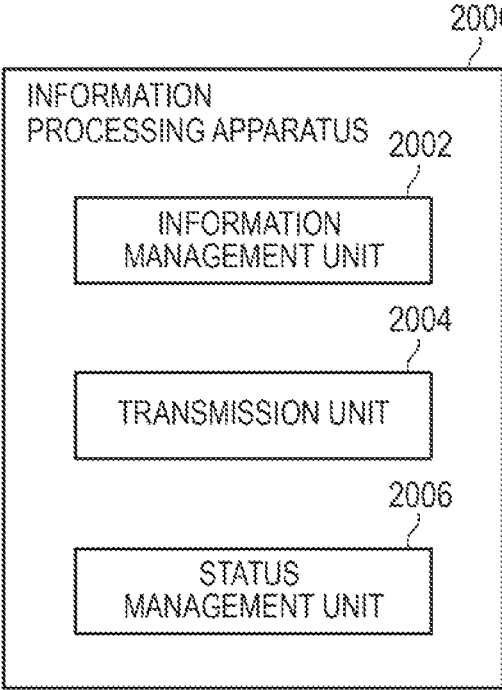 2000
INFORMATION
PROCESSING APPARATUS
2002
INFORMATION
MANAGEMENT UNIT
2004
TRANSMISSION UNIT
2006
STATUS
MANAGEMENT UNIT